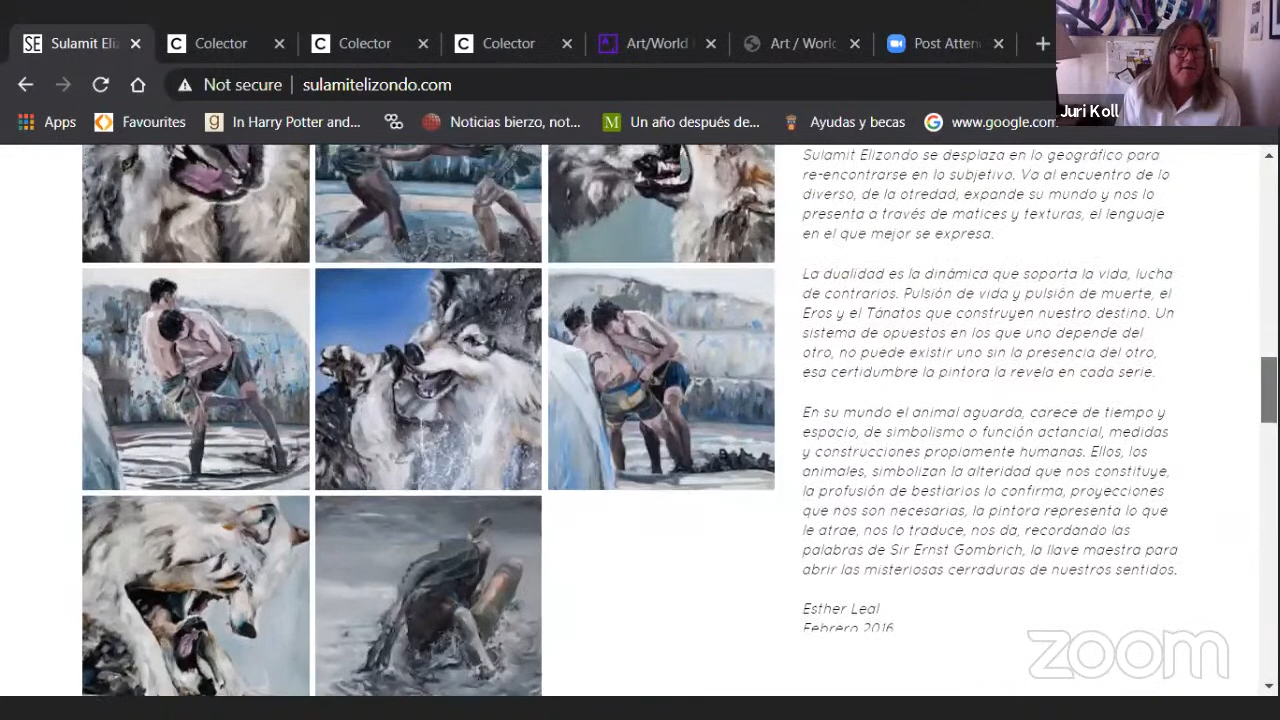 SE Sulamit Eli
C Colector
C Colector
C Colector
A Art/World
Art / World
Post Atten
Not secure sulamitelizondo.com
Apps Favourites In Harry Potter and... Noticias bierzo, not... Un año después de... Ayudas y becas www.google.com
Juri Koll
Sulamit Elizondo se desplaza en lo geográfico para
re-encontrarse en lo subjetivo. Va al encuentro de lo
diverso, de la otredad, expande su mundo y nos lo
presenta a través de matices y texturas, el lenguaje
en el que mejor se expresa.
La dualidad es la dinámica que soporta la vida, lucha
de contrarios. Pulsión de vida y pulsión de muerte, el
Eros y el Tánatos que construyen nuestro destino. Un
sistema de opuestos en los que uno depende del
otro, no puede existir uno sin la presencia del otro,
esa certidumbre la pintora la revela en cada serie.
En su mundo el animal aguarda, carece de tiempo y
espacio, de simbolismo o función actancial, medidas
y construcciones propiamente humanas. Ellos, los
animales, simbolizan la alteridad que nos constituye,
la profusión de bestiarios lo confirma, proyecciones
que nos son necesarias, la pintora representa lo que
le atrae, nos lo traduce, nos da, recordando las
palabras de Sir Ernst Gombrich, la llave maestra para
abrir las misteriosas cerraduras de nuestros sentidos.
Esther Leal
Febrero 2016
zoom